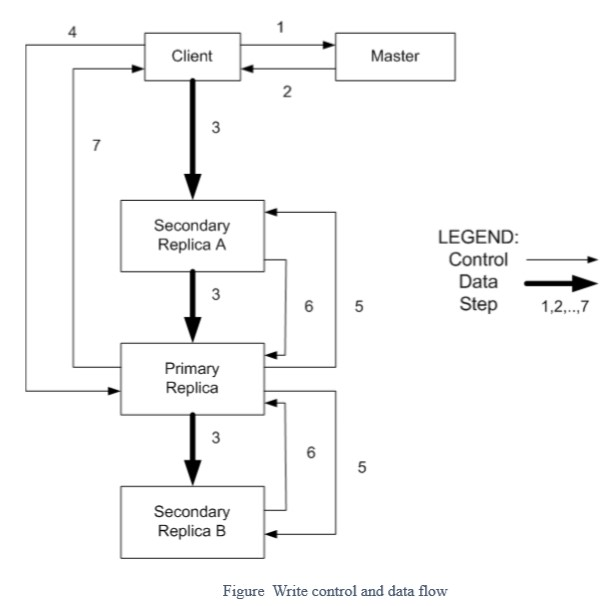 4
1
Client
Master
2
3
7
Secondary
Replica A
LEGEND:
Control
Data
Step 1,2,..,7
3
6
5
Primary
Replica
3
6
5
Secondary
Replica B
Figure Write control and data flow